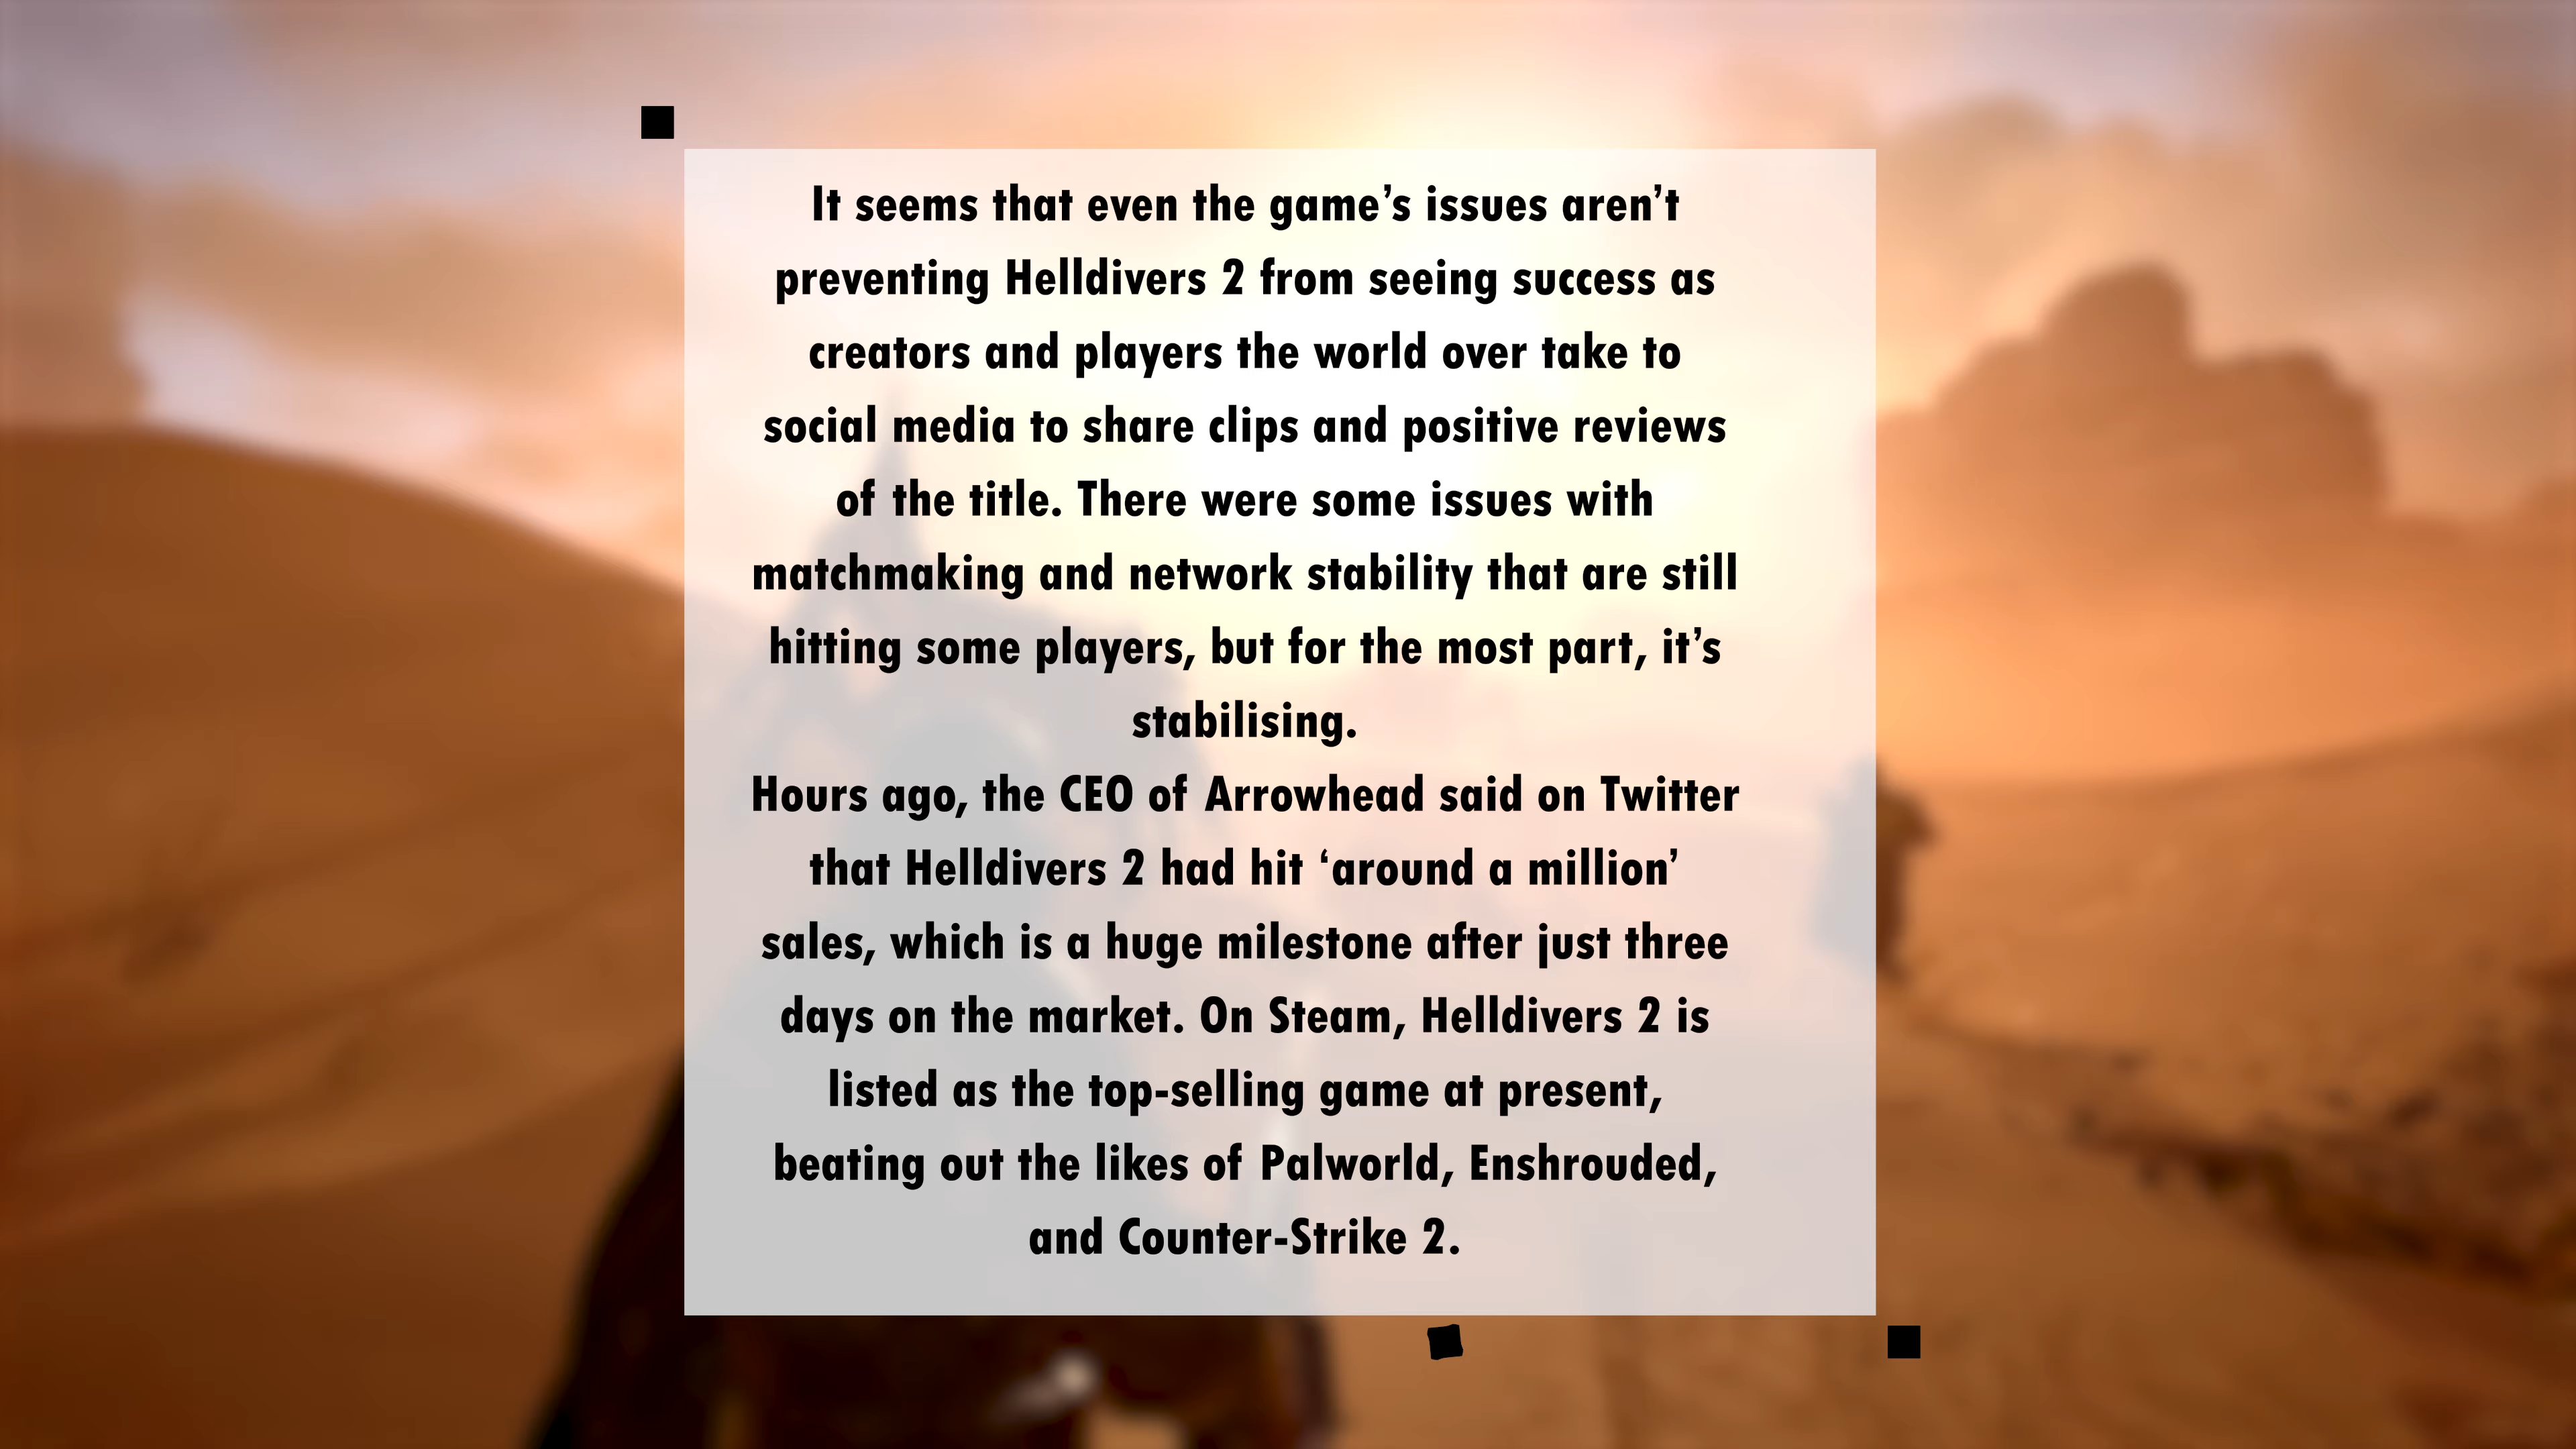 It seems that even the game’s issues aren’t
preventing Helldivers 2 from seeing success as
creators and players the world over take to
social media to share clips and positive reviews
of the title. There were some issues with
matchmaking and network stability that are still
hitting some players, but for the most part, it’s
stabilising.
Hours ago, the CEO of Arrowhead said on Twitter
that Helldivers 2 had hit ‘around a million’
sales, which is a huge milestone after just three
days on the market. On Steam, Helldivers 2 is
listed as the top-selling game at present,
beating out the likes of Palworld, Enshrouded,
and Counter-Strike 2.